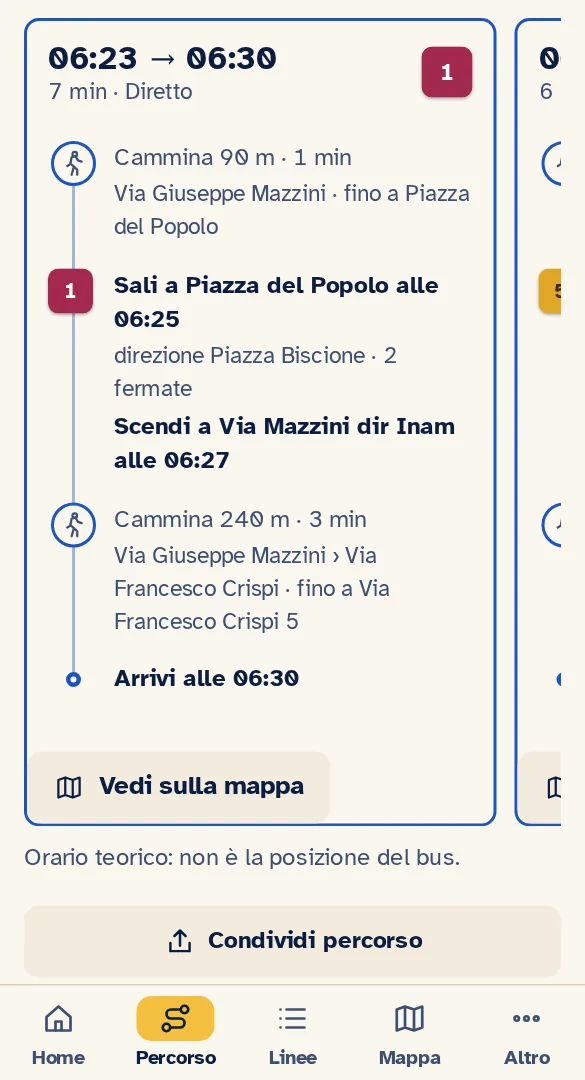 06:23 → 06:30
7 min · Diretto
1
Cammina 90 m · 1 min
Via Giuseppe Mazzini · fino a Piazza
del Popolo
1
Sali a Piazza del Popolo alle
06:25
direzione Piazza Biscione · 2
fermate
Scendi a Via Mazzini dir Inam
alle 06:27
Cammina 240 m · 3 min
Via Giuseppe Mazzini › Via
Francesco Crispi · fino a Via
Francesco Crispi 5
Arrivi alle 06:30
Vedi sulla mappa
0
6
5
Orario teorico: non è la posizione del bus.
Condividi percorso
Home
Percorso
Linee
Mappa
Altro